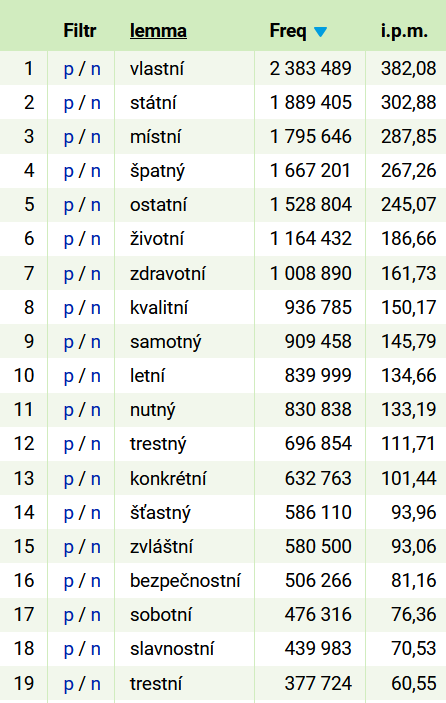 Filtr lemma Freq i.p.m.
1 p / n vlastní 2 383 489 382,08
2 p / n státní 1 889 405 302,88
3 p / n místní 1 795 646 287,85
4 p / n špatný 1 667 201 267,26
5 p / n ostatní 1 528 804 245,07
6 p / n životní 1 164 432 186,66
7 p / n zdravotní 1 008 890 161,73
8 p / n kvalitní 936 785 150,17
9 p / n samotný 909 458 145,79
10 p / n letní 839 999 134,66
11 p / n nutný 830 838 133,19
12 p / n trestný 696 854 111,71
13 p / n konkrétní 632 763 101,44
14 p / n šťastný 586 110 93,96
15 p / n zvláštní 580 500 93,06
16 p / n bezpečnostní 506 266 81,16
17 p / n sobotní 476 316 76,36
18 p / n slavnostní 439 983 70,53
19 p / n trestní 377 724 60,55